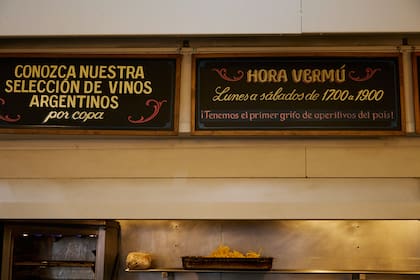 CONOZCA NUESTRA
SELECCIÓN DE VINOS
ARGENTINOS
por copa
HORA VERMÚ
Lunes a sábados de 17.00 a 19.00
¡Tenemos el primer grifo de aperitivos del país!